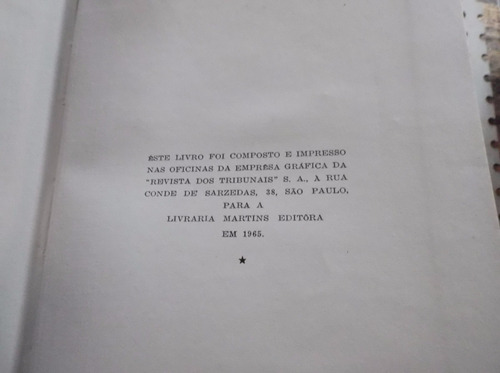 ÊSTE LIVRO FOI COMPOSTO E IMPRESSO
NAS OFICINAS DA EMPRÊSA GRÁFICA DA
"REVISTA DOS TRIBUNAIS" S. A., À RUA
CONDE DE SARZEDAS, 38, SÃO PAULO,
PARA A
LIVRARIA MARTINS EDITÔRA
EM 1965.
★